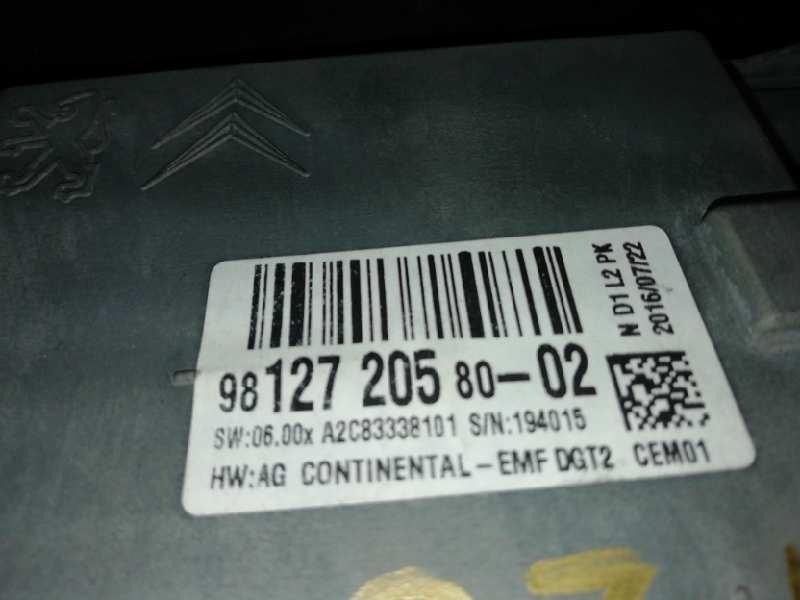 98 127 205 80-02
SW:06.00x A2C83338101 S/N:194015
HW:AG CONTINENTAL-EMF DGT2 CEM01
N D1 L2 PK
2016/07/22